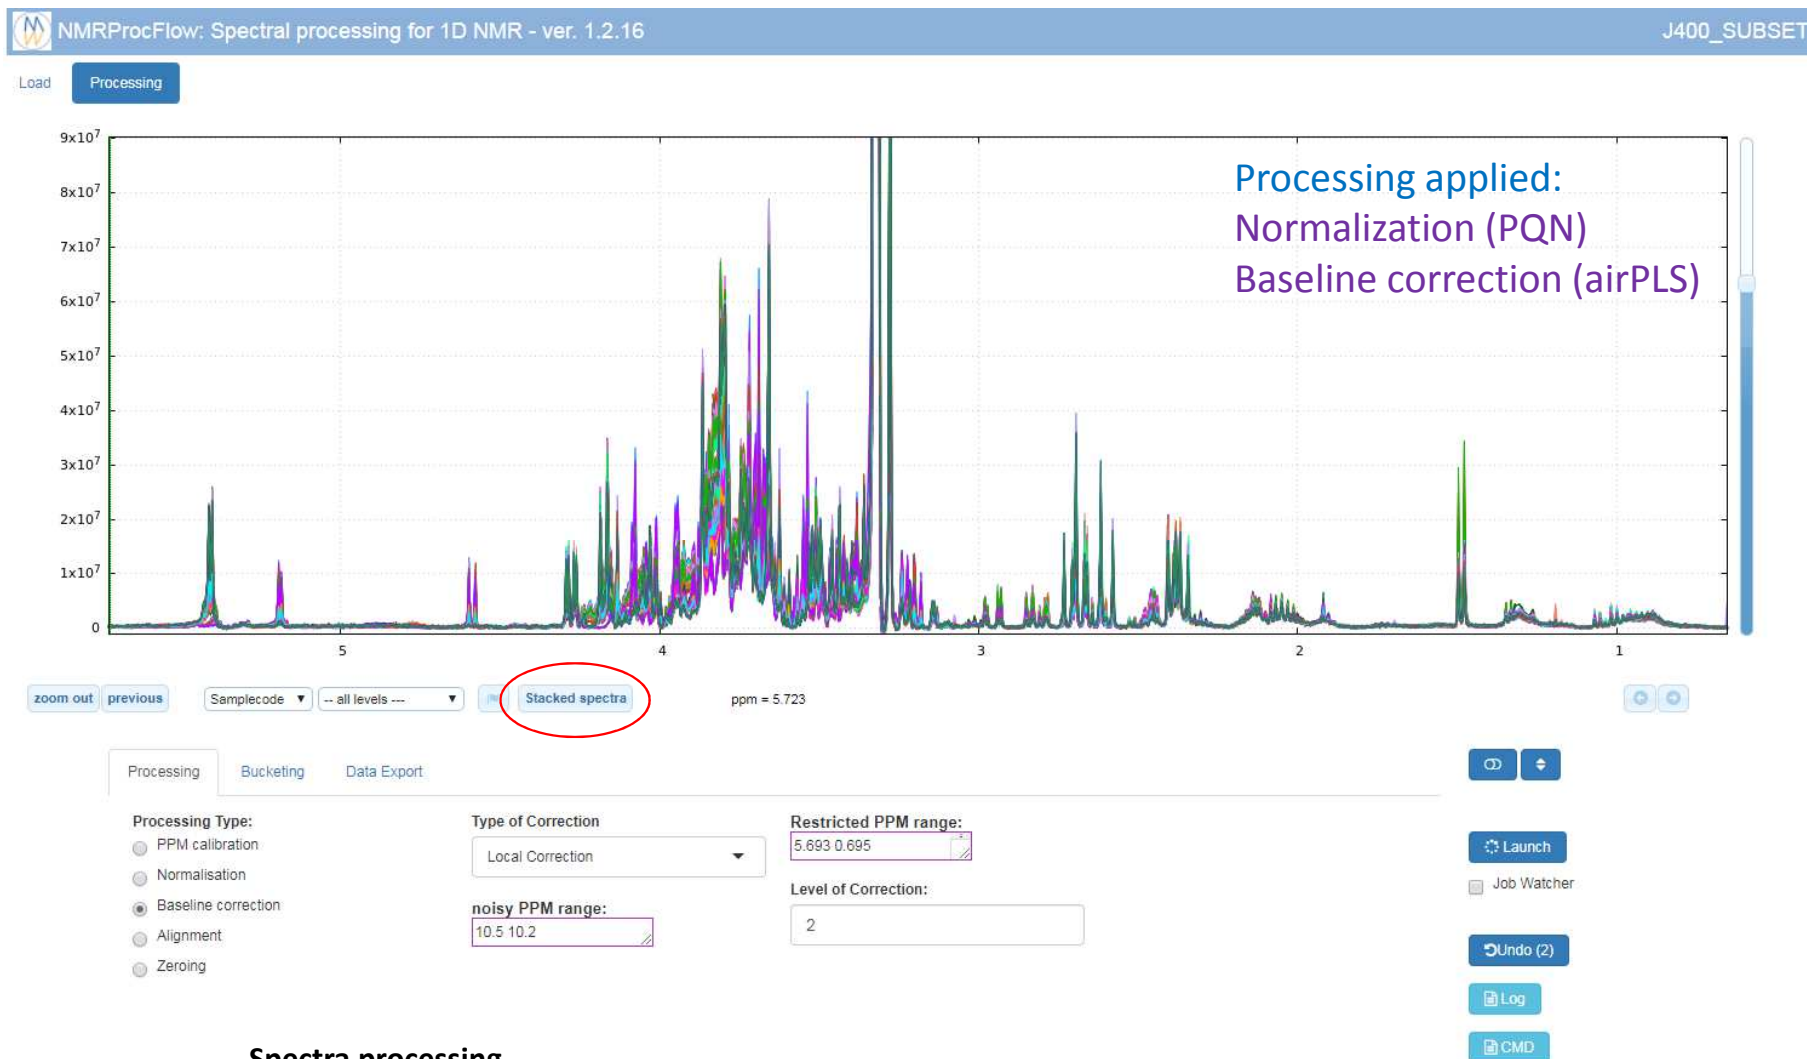 NMRProcFlow: Spectral processing for 1D NMR - ver. 1.2.16 J400_SUBSET
Load Processing
9x10⁷
8x10⁷
7x10⁷
6x10⁷
5x10⁷
4x10⁷
3x10⁷
2x10⁷
1x10⁷
0
5 4 3 2 1
Processing applied:
Normalization (PQN)
Baseline correction (airPLS)
zoom out previous Samplecode -- all levels --- Stacked spectra ppm = 5.723
Processing Bucketing Data Export
Processing Type:
PPM calibration
Normalisation
Baseline correction
Alignment
Zeroing
Type of Correction
Local Correction
noisy PPM range:
10.5 10.2
Restricted PPM range:
5.693 0.695
Level of Correction:
2
Launch
Job Watcher
Undo (2)
Log
CMD
Spectra processing